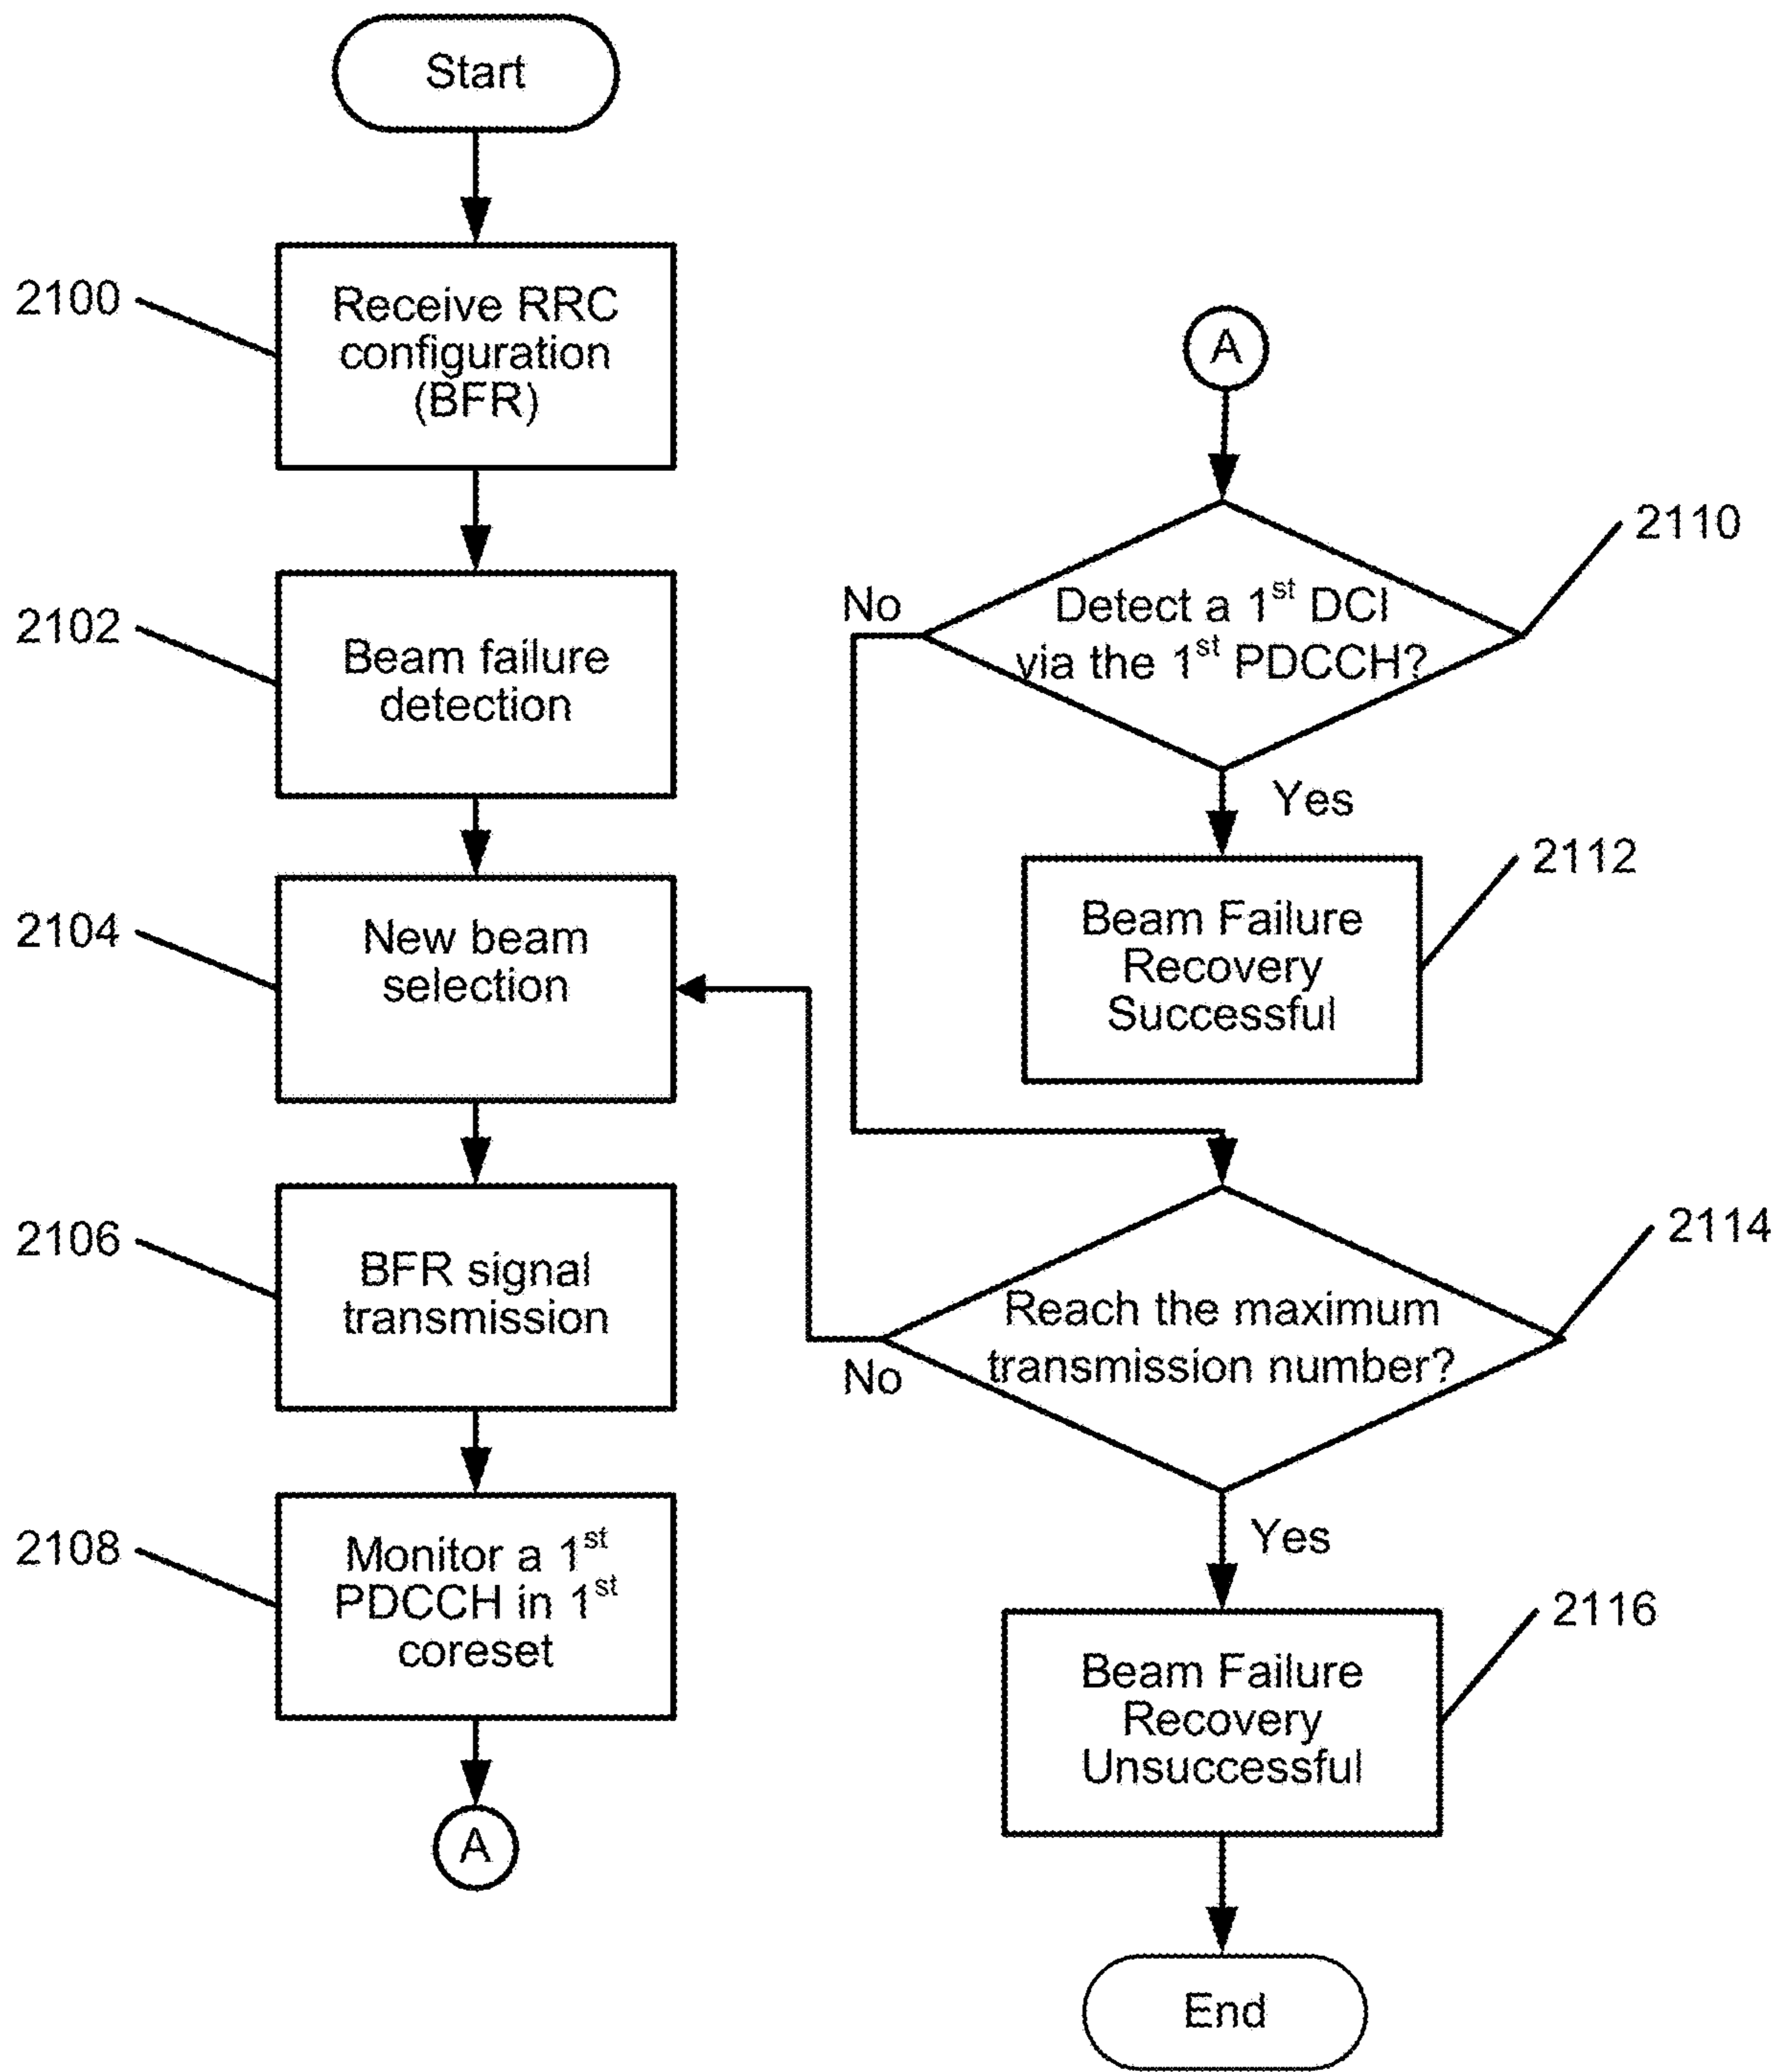 Start
2100
Receive RRC
configuration
(BFR)
2102
Beam failure
detection
2104
New beam
selection
2106
BFR signal
transmission
2108
Monitor a 1st
PDCCH in 1st
coreset
A
A
2110
No
Detect a 1st DCI
via the 1st PDCCH?
Yes
2112
Beam Failure
Recovery
Successful
2114
Reach the maximum
transmission number?
No
Yes
2116
Beam Failure
Recovery
Unsuccessful
End